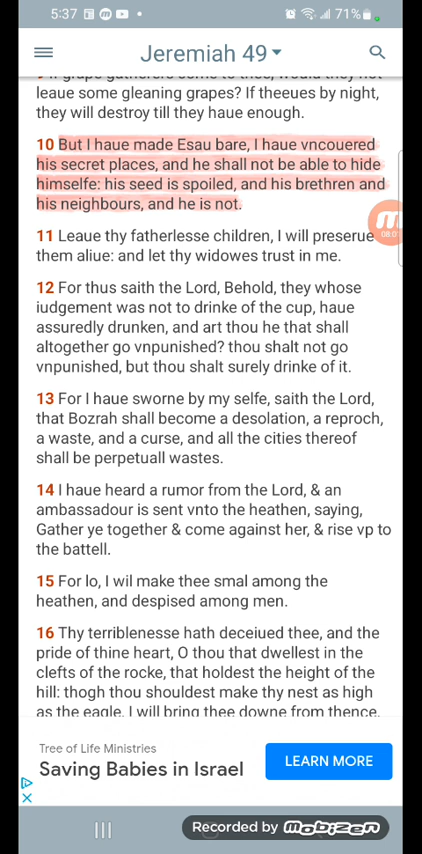 5:37 71%
Jeremiah 49
leaue some gleaning grapes? If theeues by night,
they will destroy till they haue enough.
10 But I haue made Esau bare, I haue vncouered
his secret places, and he shall not be able to hide
himselfe: his seed is spoiled, and his brethren and
his neighbours, and he is not.
11 Leaue thy fatherlesse children, I will preserue
them aliue: and let thy widowes trust in me.
12 For thus saith the Lord, Behold, they whose
iudgement was not to drinke of the cup, haue
assuredly drunken, and art thou he that shall
altogether go vnpunished? thou shalt not go
vnpunished, but thou shalt surely drinke of it.
13 For I haue sworne by my selfe, saith the Lord,
that Bozrah shall become a desolation, a reproch,
a waste, and a curse, and all the cities thereof
shall be perpetuall wastes.
14 I haue heard a rumor from the Lord, & an
ambassadour is sent vnto the heathen, saying,
Gather ye together & come against her, & rise vp to
the battell.
15 For lo, I wil make thee smal among the
heathen, and despised among men.
16 Thy terriblenesse hath deceiued thee, and the
pride of thine heart, O thou that dwellest in the
clefts of the rocke, that holdest the height of the
hill: thogh thou shouldest make thy nest as high
as the eagle, I will bring thee downe from thence,
Tree of Life Ministries
Saving Babies in Israel
LEARN MORE
Recorded by mobizen